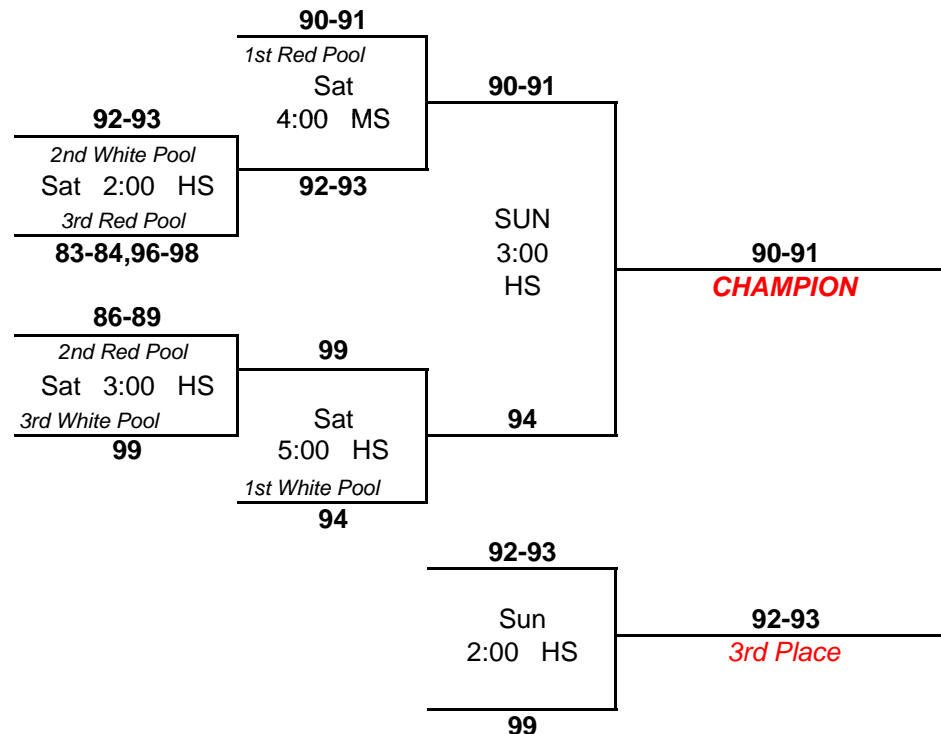 90-91
1st Red Pool
Sat
4:00 MS
90-91
92-93
2nd White Pool
Sat 2:00 HS
3rd Red Pool
83-84,96-98
92-93
SUN
3:00
HS
90-91
CHAMPION
86-89
2nd Red Pool
Sat 3:00 HS
3rd White Pool
99
99
Sat
5:00 HS
1st White Pool
94
94
92-93
Sun
2:00 HS
99
92-93
3rd Place